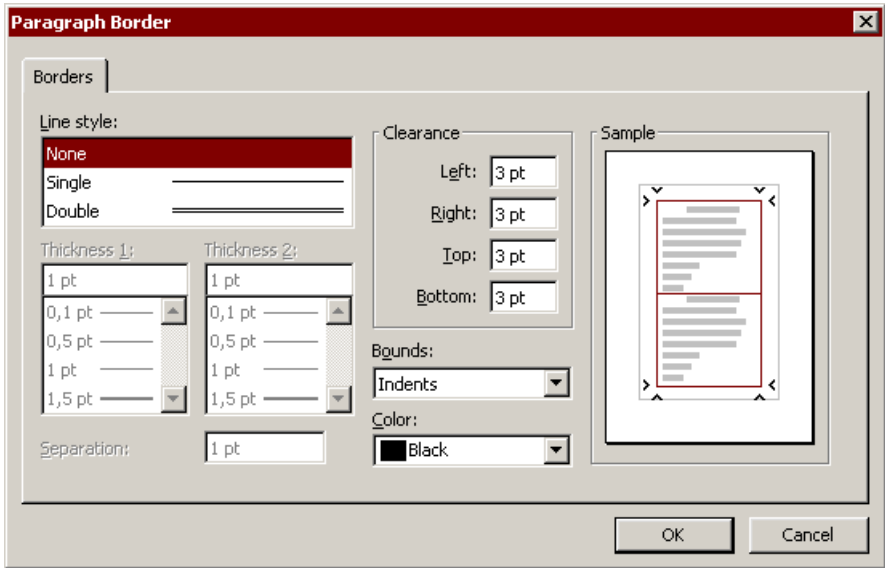 Paragraph Border
Borders
Line style:
None
Single
Double
Thickness 1:
1 pt
0,1 pt
0,5 pt
1 pt
1,5 pt
Thickness 2:
1 pt
0,1 pt
0,5 pt
1 pt
1,5 pt
Separation:
1 pt
Clearance
Left: 3 pt
Right: 3 pt
Top: 3 pt
Bottom: 3 pt
Bounds:
Indents
Color:
Black
Sample
OK
Cancel